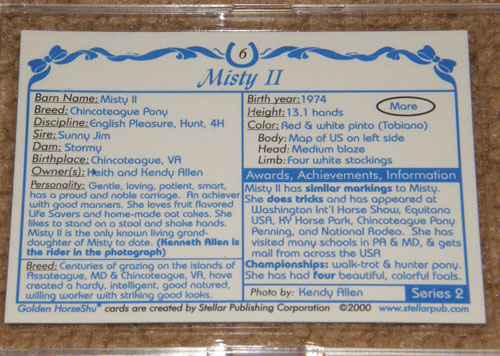 6
Misty II
Barn Name: Misty II
Breed: Chincoteague Pony
Discipline: English Pleasure, Hunt, 4H
Sire: Sunny Jim
Dam: Stormy
Birthplace: Chincoteague, VA
Owner(s): Keith and Kendy Allen
Personality: Gentle, loving, patient, smart,
has a proud and noble carriage. An achiever
with good manners. She loves fruit flavored
Life Savers and home-made oat cakes. She
likes to stand on a stool and shake hands.
Misty II is the only known living grand-
daughter of Misty to date. (Kenneth Allen is
the rider in the photograph)
Breed: Centuries of grazing on the islands of
Assateague, MD & Chincoteague, VA, have
created a hardy, intelligent, good natured,
willing worker with striking good looks.
Birth year: 1974
Height: 13.1 hands
Mare
Color: Red & white pinto (Tobiano)
Body: Map of US on left side
Head: Medium blaze
Limb: Four white stockings
Awards, Achievements, Information
Misty II has similar markings to Misty.
She does tricks and has appeared at
Washington Int'l Horse Show, Equitana
USA, KY Horse Park, Chincoteague Pony
Penning, and National Rodeo. She has
visited many schools in PA & MD, & gets
mail from across the USA
Championships: walk-trot & hunter pony.
She has had four beautiful, colorful foals.
Photo by: Kendy Allen
Series 2
Golden HorseShu® cards are created by Stellar Publishing Corporation ©2000 www.stellarpub.com